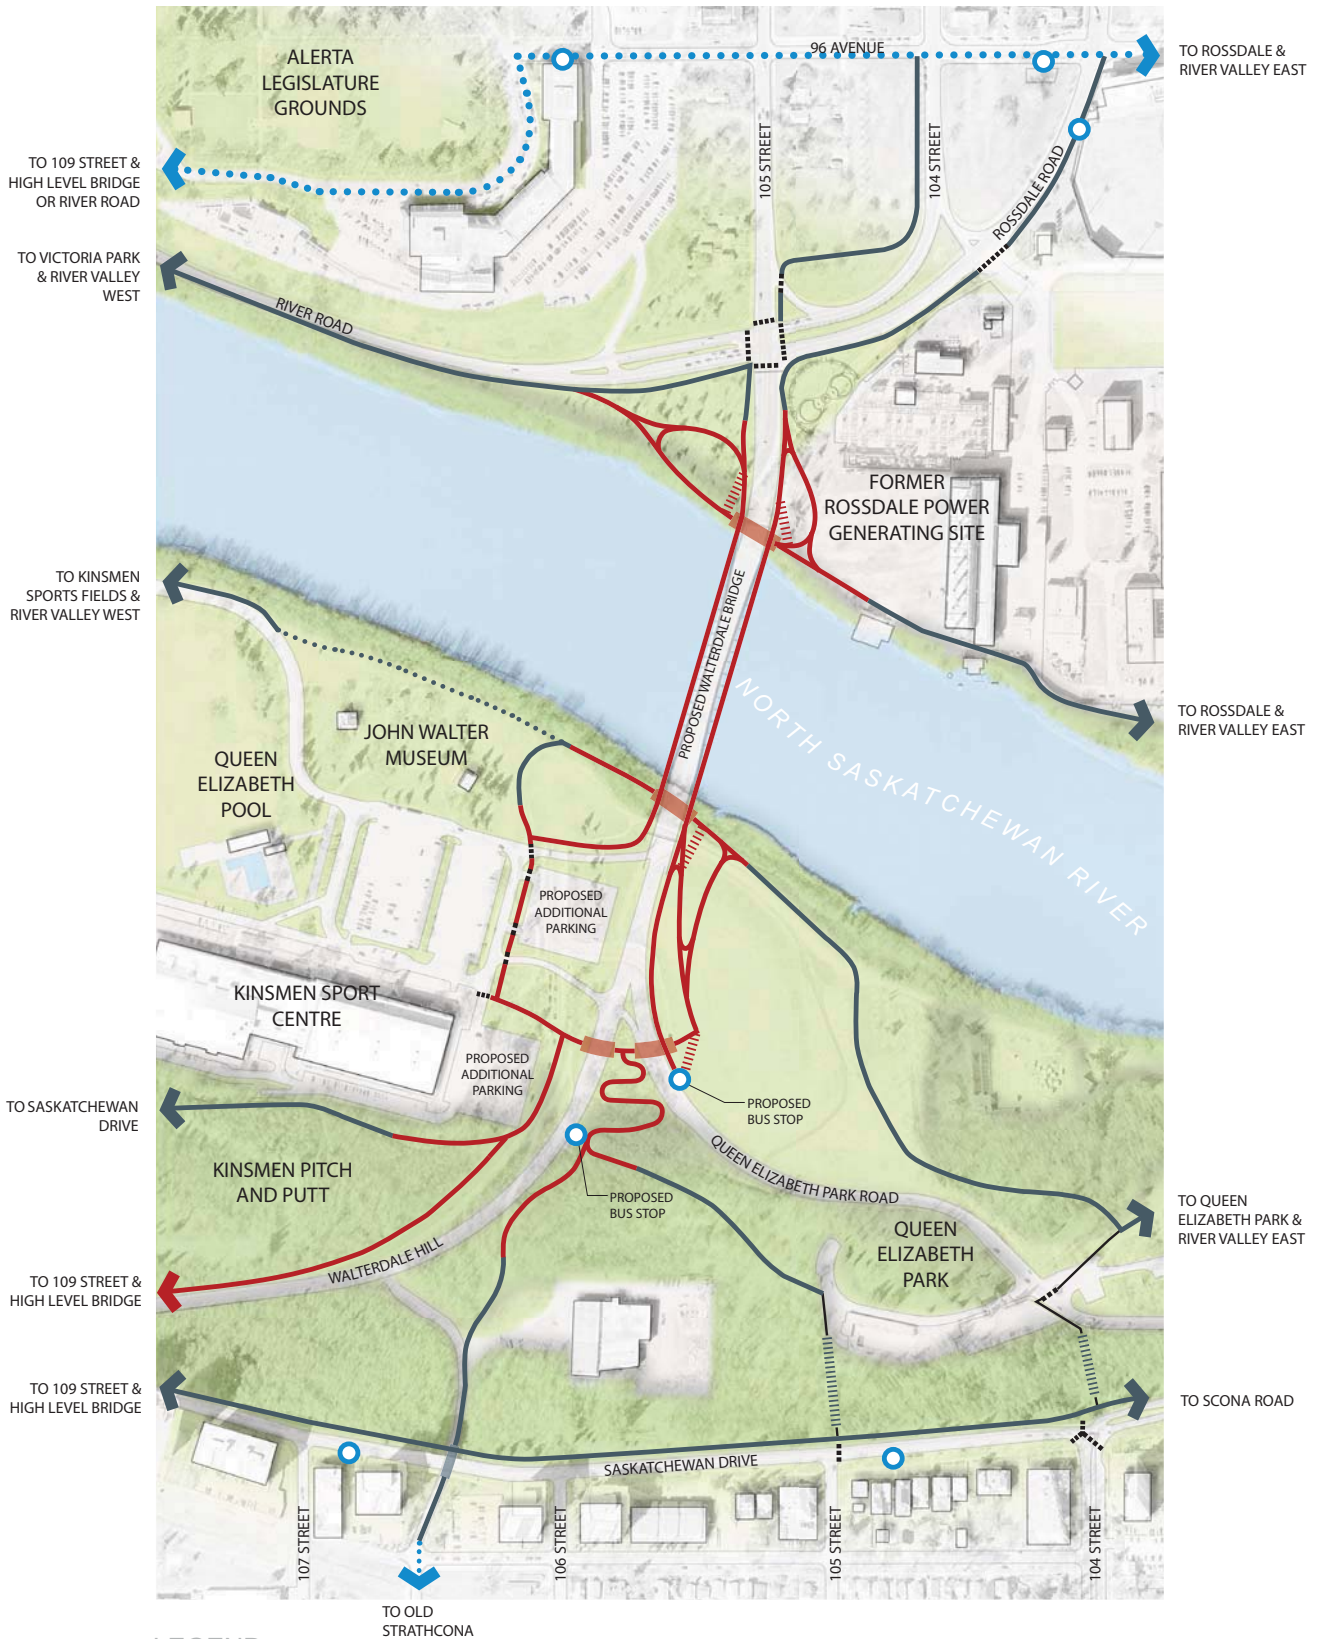 ALERTA
LEGISLATURE
GROUNDS
96 AVENUE
TO ROSSDALE &
RIVER VALLEY EAST
105 STREET
104 STREET
ROSSDALE ROAD
TO 109 STREET &
HIGH LEVEL BRIDGE
OR RIVER ROAD
TO VICTORIA PARK
& RIVER VALLEY
WEST
RIVER ROAD
FORMER
ROSSDALE POWER
GENERATING SITE
TO KINSMEN
SPORTS FIELDS &
RIVER VALLEY WEST
PROPOSED WALTERDALE BRIDGE
NORTH SASKATCHEWAN RIVER
TO ROSSDALE &
RIVER VALLEY EAST
JOHN WALTER
MUSEUM
QUEEN
ELIZABETH
POOL
PROPOSED
ADDITIONAL
PARKING
KINSMEN SPORT
CENTRE
PROPOSED
ADDITIONAL
PARKING
PROPOSED
BUS STOP
TO SASKATCHEWAN
DRIVE
KINSMEN PITCH
AND PUTT
QUEEN ELIZABETH PARK ROAD
PROPOSED
BUS STOP
TO QUEEN
ELIZABETH PARK &
RIVER VALLEY EAST
QUEEN
ELIZABETH
PARK
WALTERDALE HILL
TO 109 STREET &
HIGH LEVEL BRIDGE
TO 109 STREET &
HIGH LEVEL BRIDGE
TO SCONA ROAD
SASKATCHEWAN DRIVE
107 STREET
106 STREET
105 STREET
104 STREET
TO OLD
STRATHCONA
LEGEND